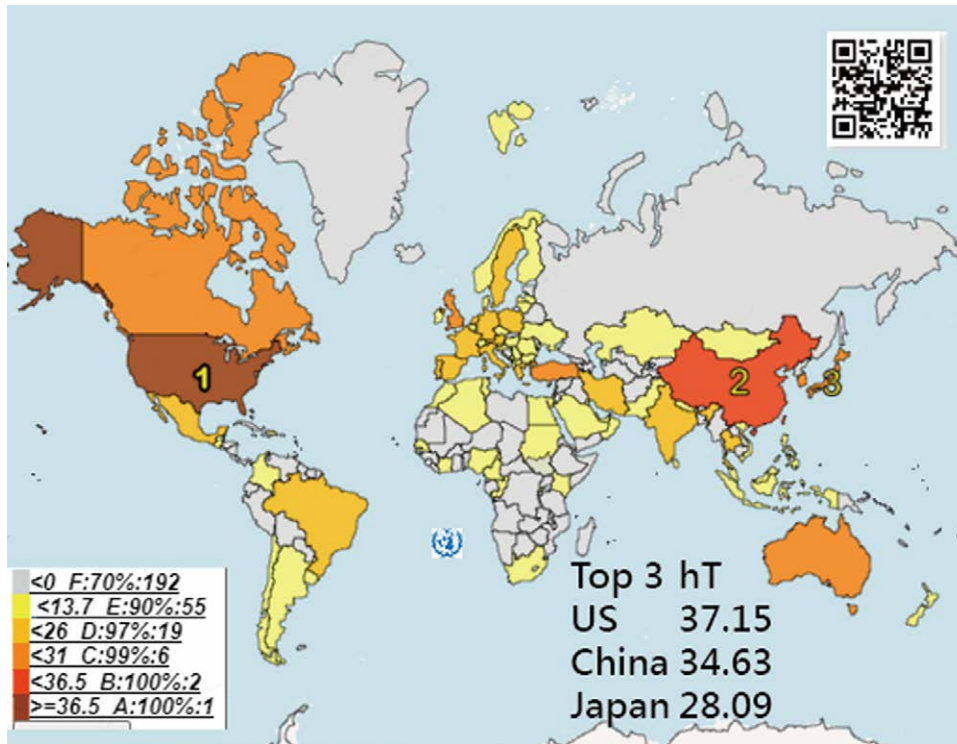 1
2
3
<0 F:70%:192
<13.7 E:90%:55
<26 D:97%:19
<31 C:99%:6
<36.5 B:100%:2
>=36.5 A:100%:1
Top 3 hT
US 37.15
China 34.63
Japan 28.09